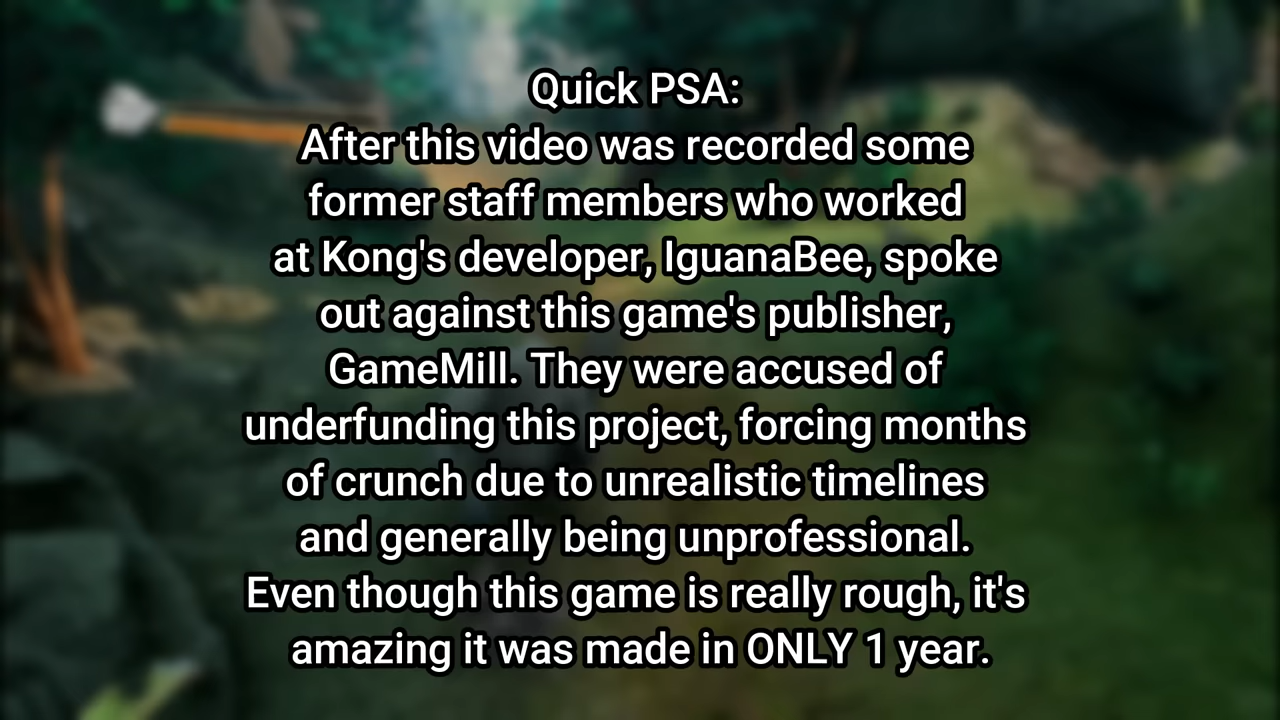 Quick PSA:
After this video was recorded some
former staff members who worked
at Kong's developer, IguanaBee, spoke
out against this game's publisher,
GameMill. They were accused of
underfunding this project, forcing months
of crunch due to unrealistic timelines
and generally being unprofessional.
Even though this game is really rough, it's
amazing it was made in ONLY 1 year.